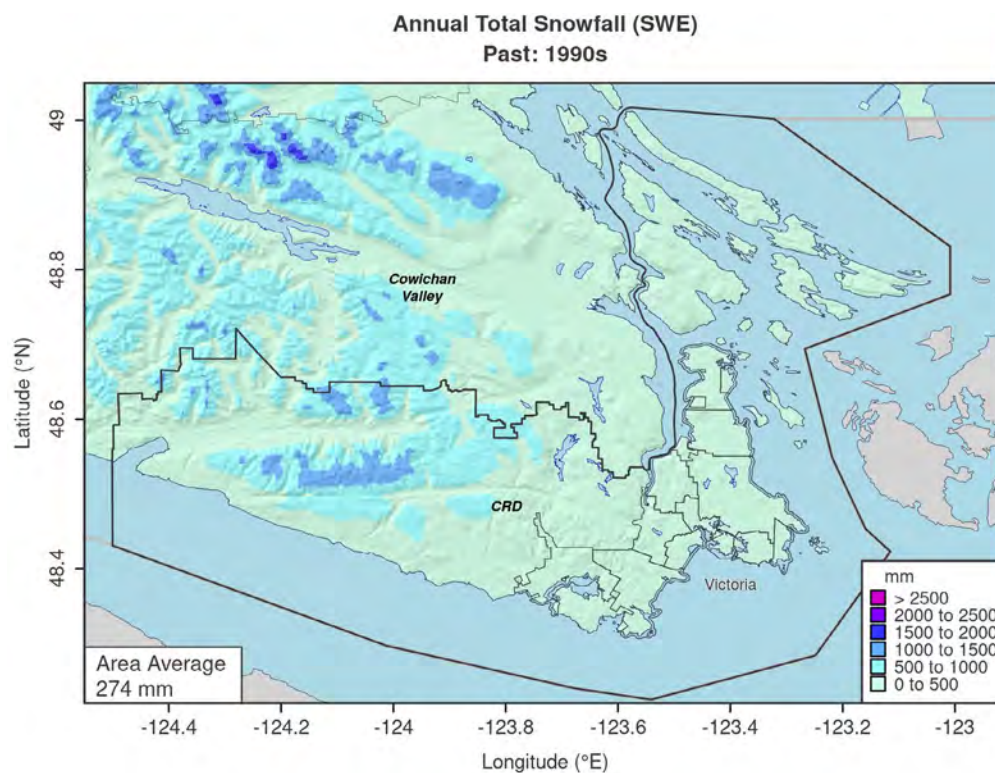 Annual Total Snowfall (SWE)
Past: 1990s
49
48.8
48.6
48.4
Latitude (°N)
Cowichan
Valley
CRD
Victoria
Area Average
274 mm
mm
> 2500
2000 to 2500
1500 to 2000
1000 to 1500
500 to 1000
0 to 500
-124.4
-124.2
-124
-123.8
-123.6
-123.4
-123.2
-123
Longitude (°E)